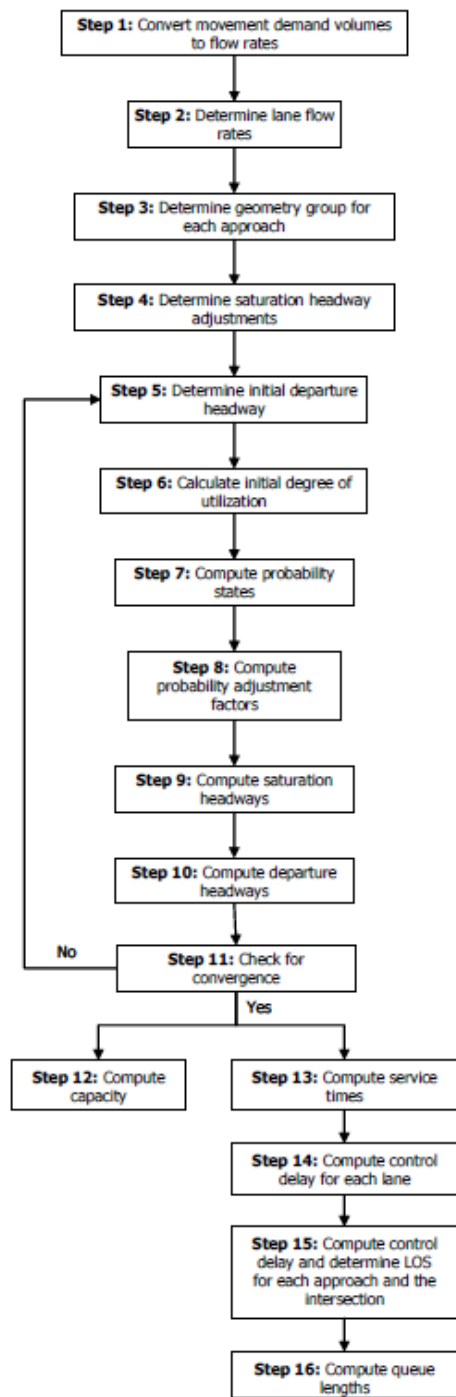 Step 1: Convert movement demand volumes
to flow rates
Step 2: Determine lane flow
rates
Step 3: Determine geometry group for
each approach
Step 4: Determine saturation headway
adjustments
Step 5: Determine initial departure
headway
Step 6: Calculate initial degree of
utilization
Step 7: Compute probability
states
Step 8: Compute
probability adjustment
factors
Step 9: Compute saturation
headways
Step 10: Compute departure
headways
No
Step 11: Check for
convergence
Yes
Step 12: Compute
capacity
Step 13: Compute service
times
Step 14: Compute control
delay for each lane
Step 15: Compute control
delay and determine LOS
for each approach and the
intersection
Step 16: Compute queue
lengths